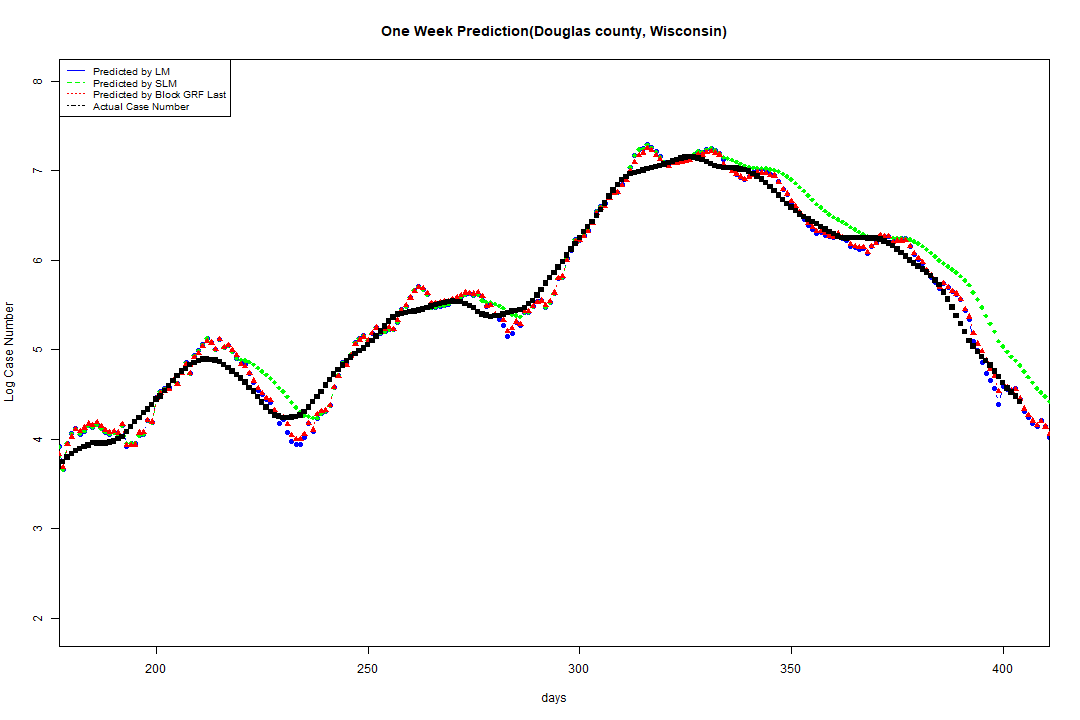 One Week Prediction(Douglas county, Wisconsin)
Predicted by LM
Predicted by SLM
Predicted by Block GRF Last
Actual Case Number
8
7
6
5
4
3
2
Log Case Number
200 250 300 350 400
days